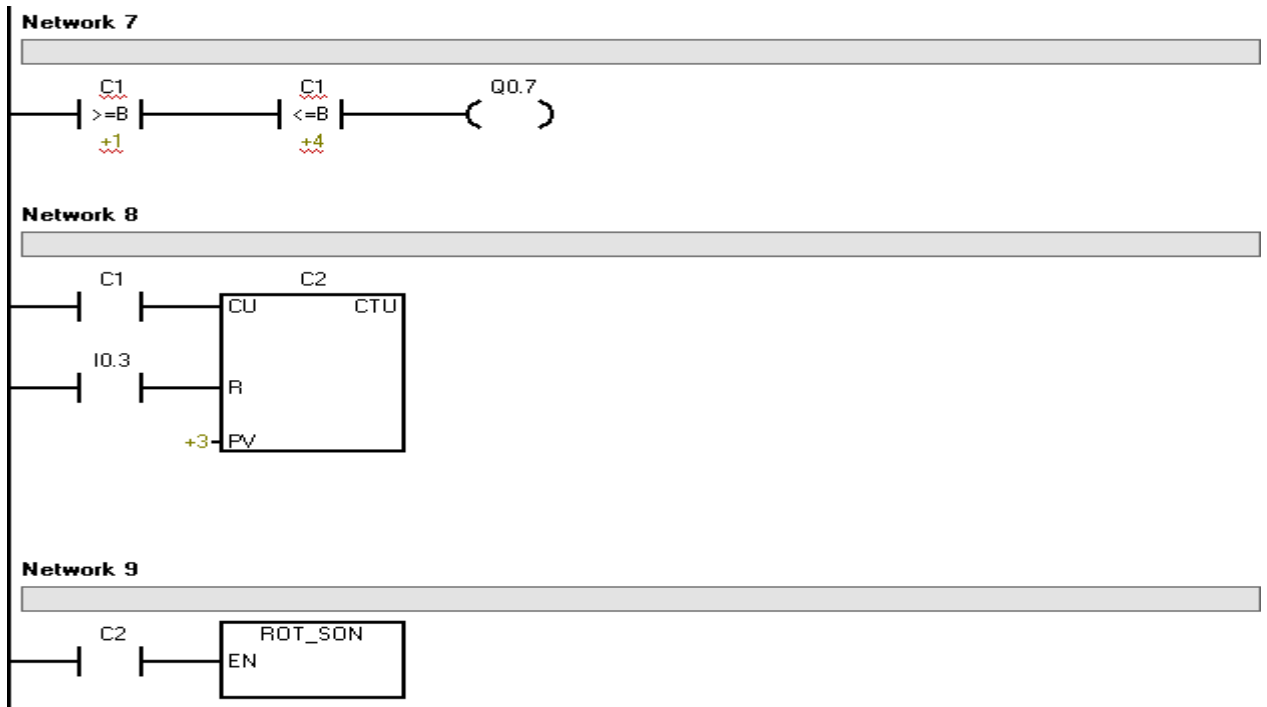 Network 7
C1 C1 Q0.7
>=B <=B
+1 +4
Network 8
C1 C2
CU CTU
I0.3
R
+3 PV
Network 9
C2 ROT_SON
EN